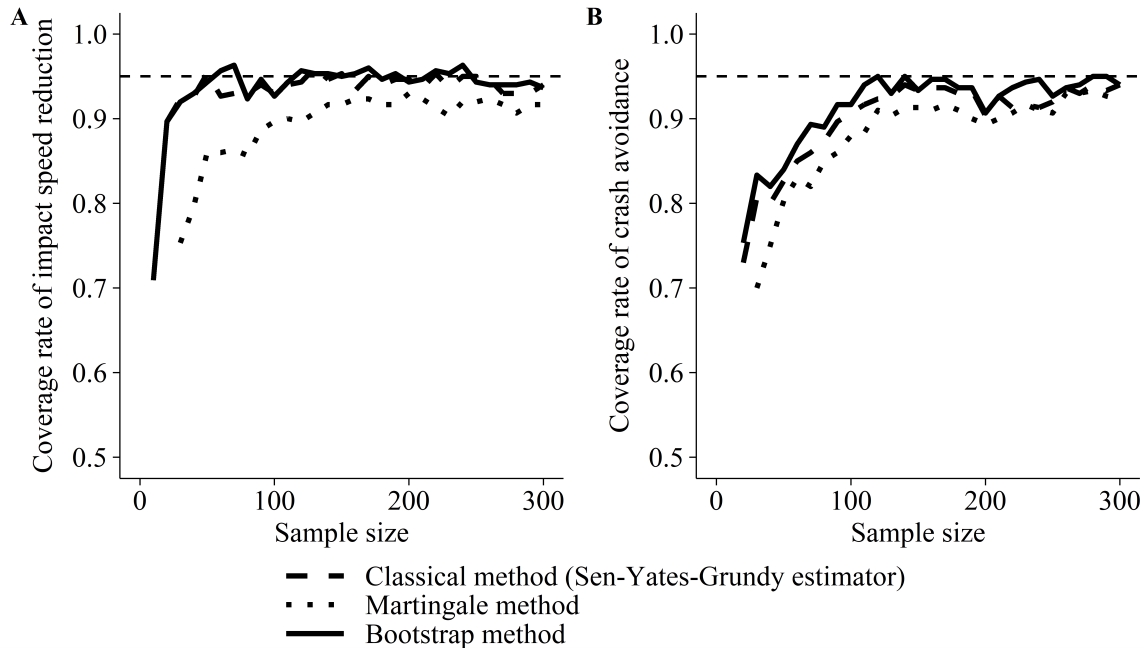 A
Coverage rate of impact speed reduction
1.0
0.9
0.8
0.7
0.6
0.5
0
100
200
300
Sample size
B
Coverage rate of crash avoidance
1.0
0.9
0.8
0.7
0.6
0.5
0
100
200
300
Sample size
Classical method (Sen-Yates-Grundy estimator)
Martingale method
Bootstrap method